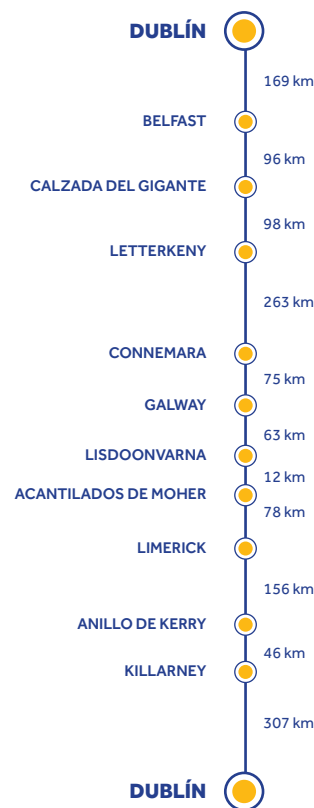 DUBLÍN
169 km
BELFAST
96 km
CALZADA DEL GIGANTE
98 km
LETTERKENY
263 km
CONNEMARA
75 km
GALWAY
63 km
LISDOONVARNA
12 km
ACANTILADOS DE MOHER
78 km
LIMERICK
156 km
ANILLO DE KERRY
46 km
KILLARNEY
307 km
DUBLÍN